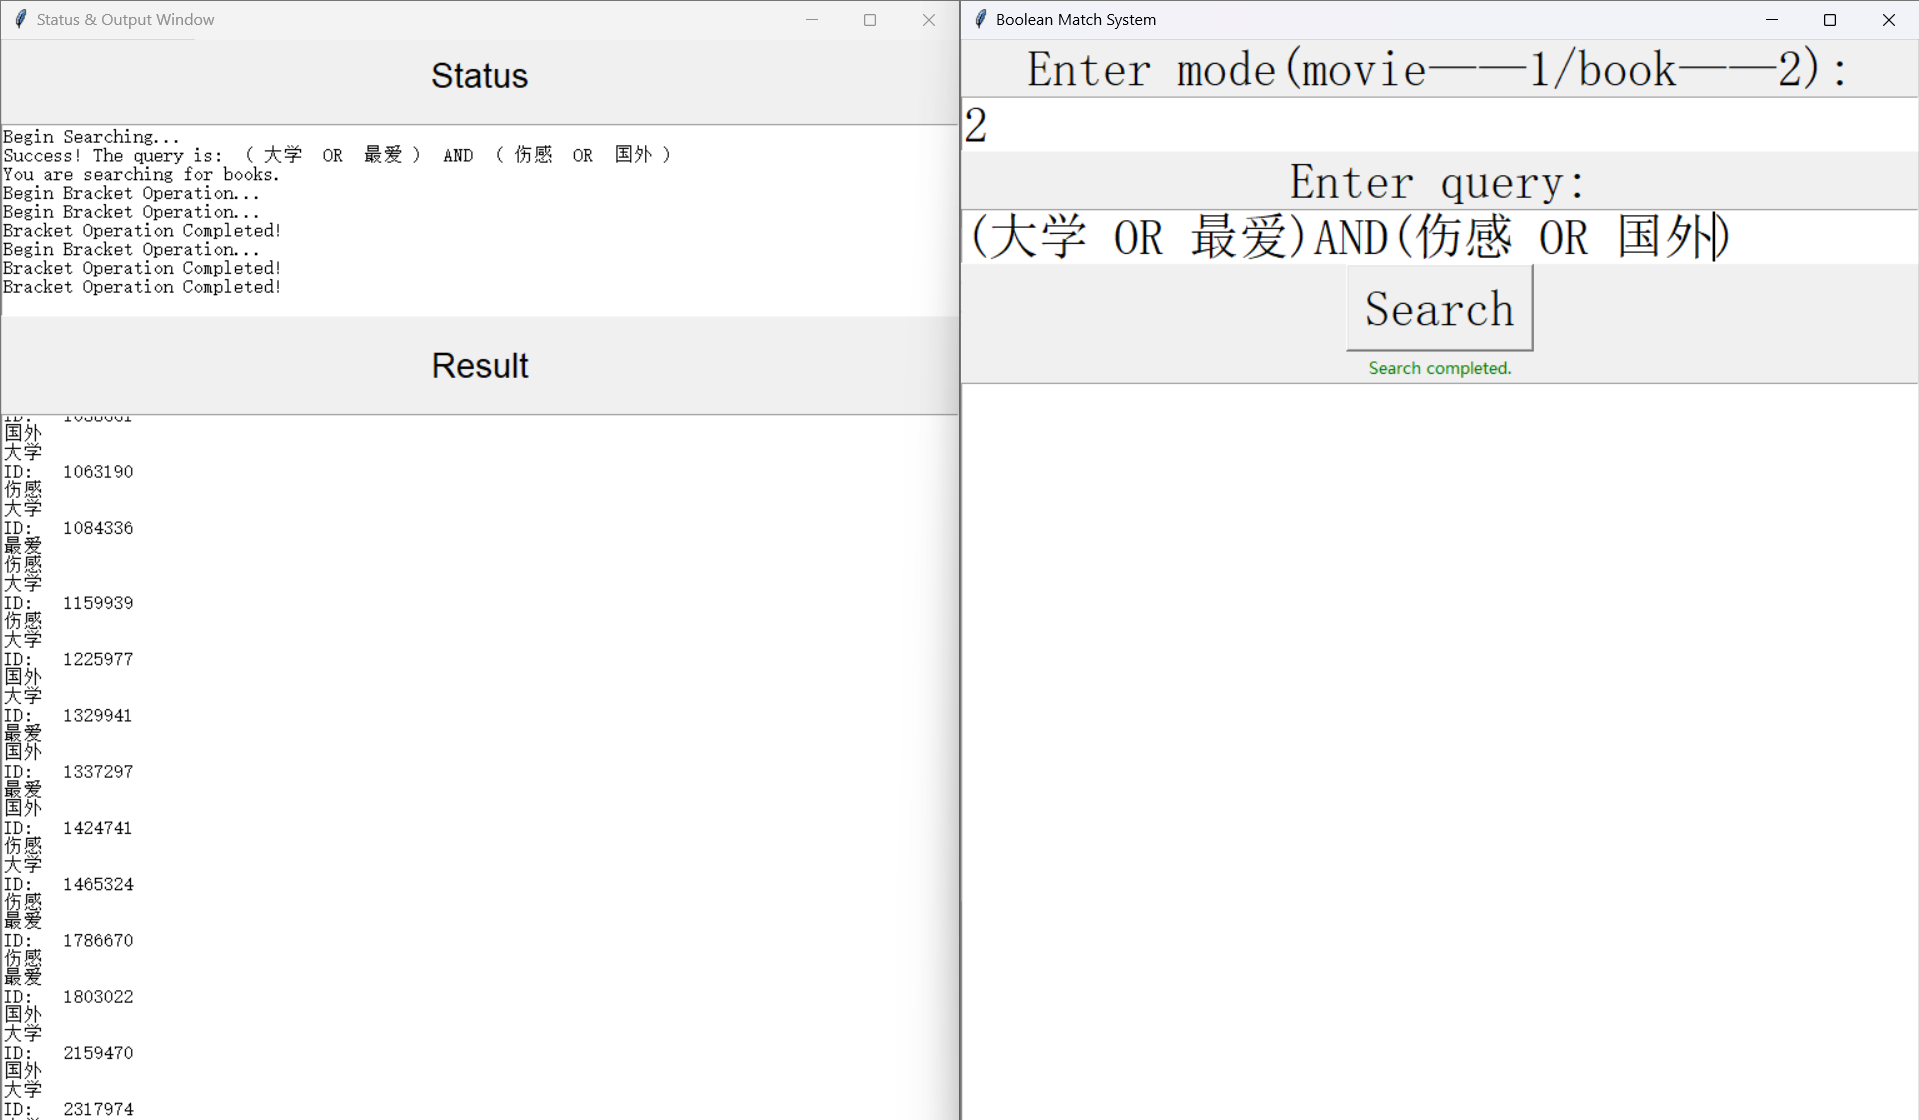 Status & Output Window
Status
Begin Searching...
Success! The query is: ( 大学 OR 最爱 ) AND ( 伤感 OR 国外 )
You are searching for books.
Begin Bracket Operation...
Begin Bracket Operation...
Bracket Operation Completed!
Begin Bracket Operation...
Bracket Operation Completed!
Bracket Operation Completed!
Result
国外
大学
ID: 1063190
伤感
大学
ID: 1084336
最爱
伤感
大学
ID: 1159939
伤感
大学
ID: 1225977
国外
大学
ID: 1329941
最爱
国外
ID: 1337297
最爱
国外
ID: 1424741
伤感
大学
ID: 1465324
伤感
最爱
ID: 1786670
伤感
最爱
ID: 1803022
国外
大学
ID: 2159470
国外
大学
ID: 2317974
Boolean Match System
Enter mode(movie——1/book——2):
2
Enter query:
(大学 OR 最爱)AND(伤感 OR 国外)
Search
Search completed.